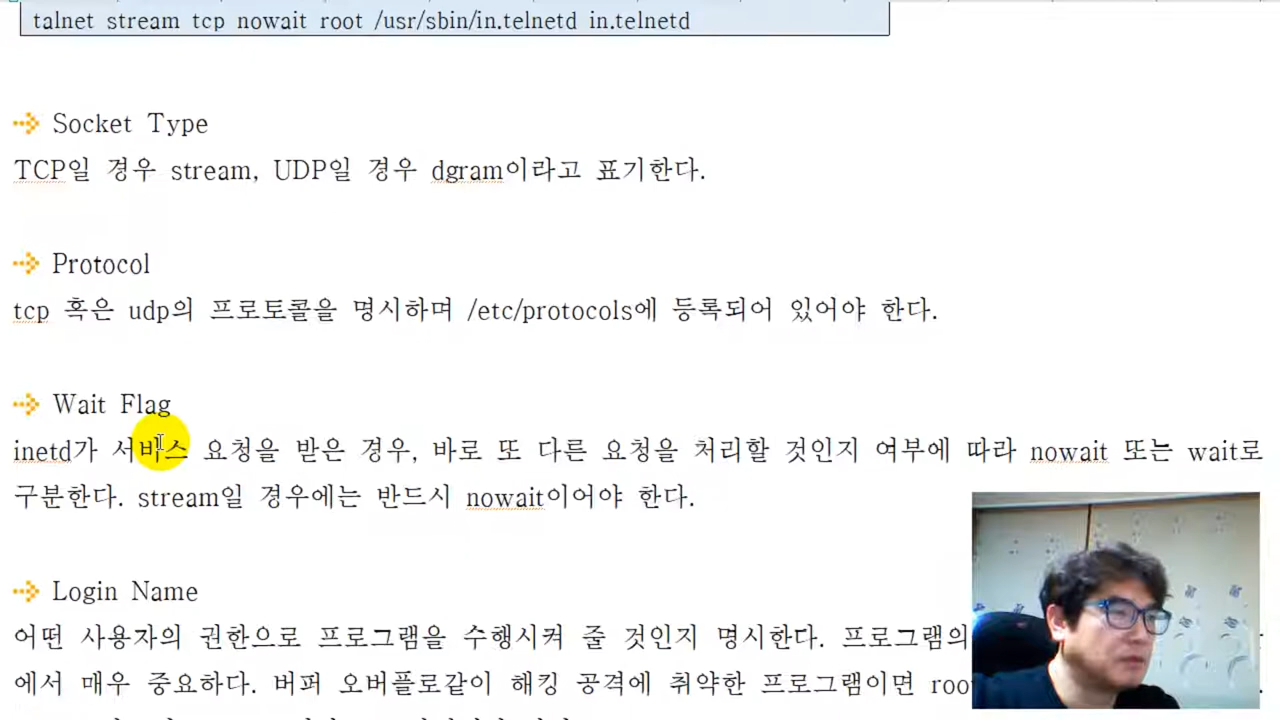 talnet stream tcp nowait root /usr/sbin/in.telnetd in.telnetd
Socket Type
TCP일 경우 stream, UDP일 경우 dgram이라고 표기한다.
Protocol
tcp 혹은 udp의 프로토콜을 명시하며 /etc/protocols에 등록되어 있어야 한다.
Wait Flag
inetd가 서비스 요청을 받은 경우, 바로 또 다른 요청을 처리할 것인지 여부에 따라 nowait 또는 wait로
구분한다. stream일 경우에는 반드시 nowait이어야 한다.
Login Name
어떤 사용자의 권한으로 프로그램을 수행시켜 줄 것인지 명시한다. 프로그램의
에서 매우 중요하다. 버퍼 오버플로같이 해킹 공격에 취약한 프로그램이면